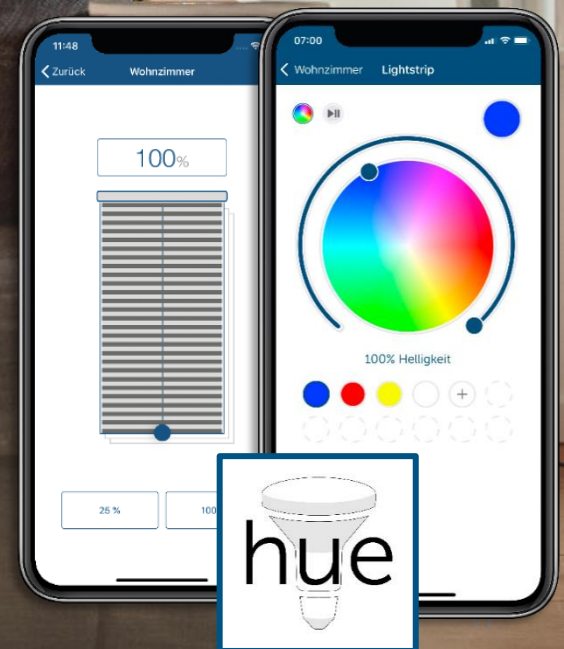 11:48
Zurück
Wohnzimmer
100%
25 %
100
07:00
Wohnzimmer
Lightstrip
100% Helligkeit
hue